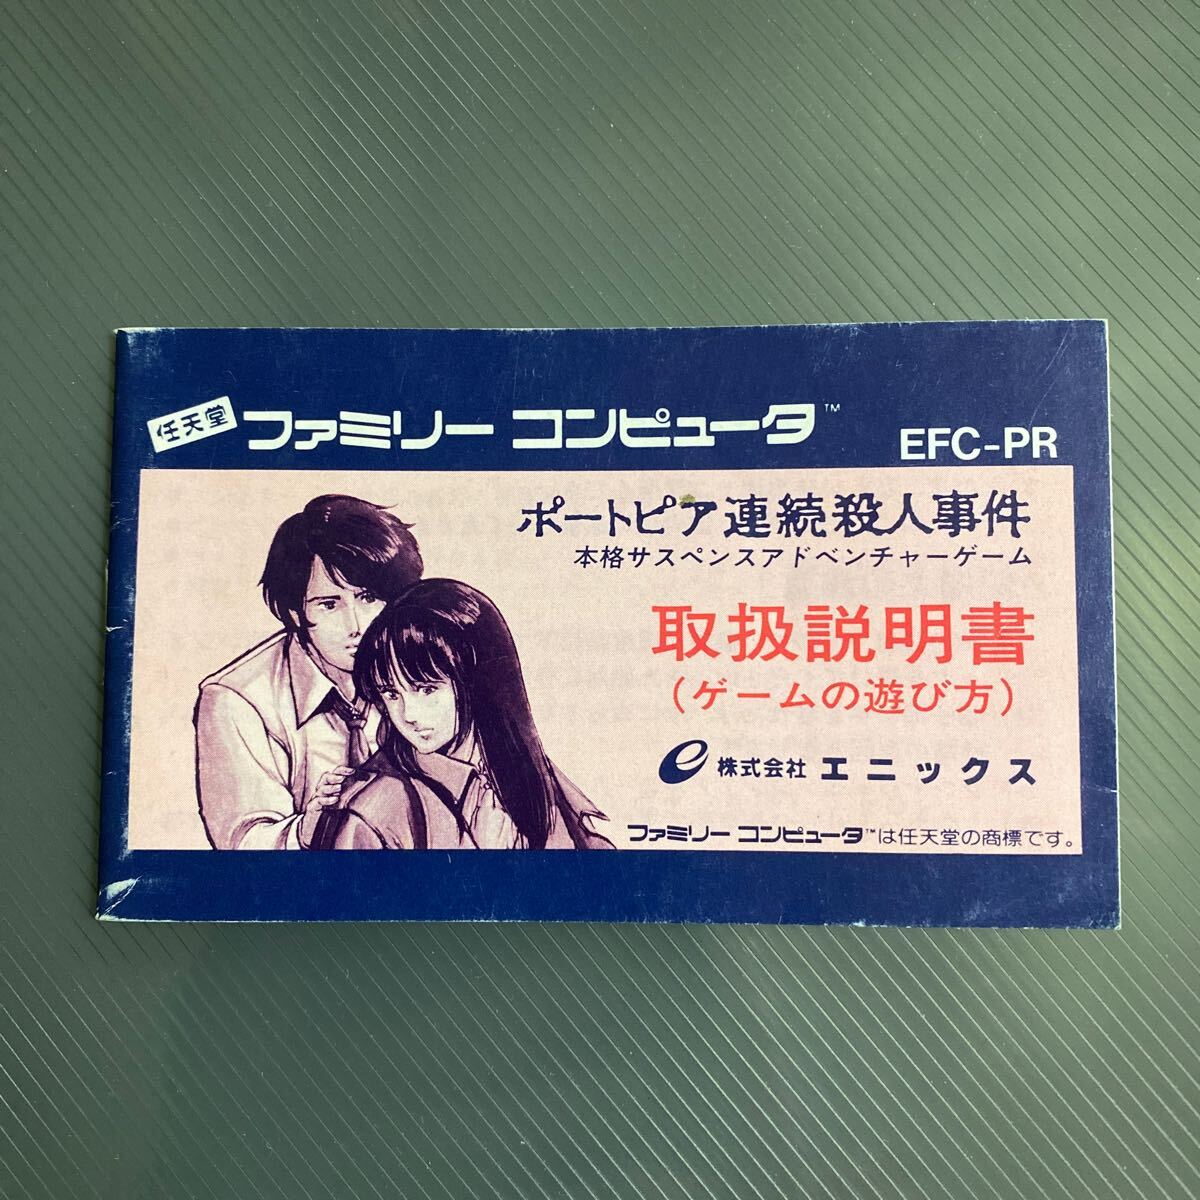 任天堂 ファミリー コンピュータ™ EFC-PR
ポートピア連続殺人事件
本格サスペンスアドベンチャーゲーム
取扱説明書
(ゲームの遊び方)
e 株式会社 エニックス
ファミリー コンピュータ™は任天堂の商標です。